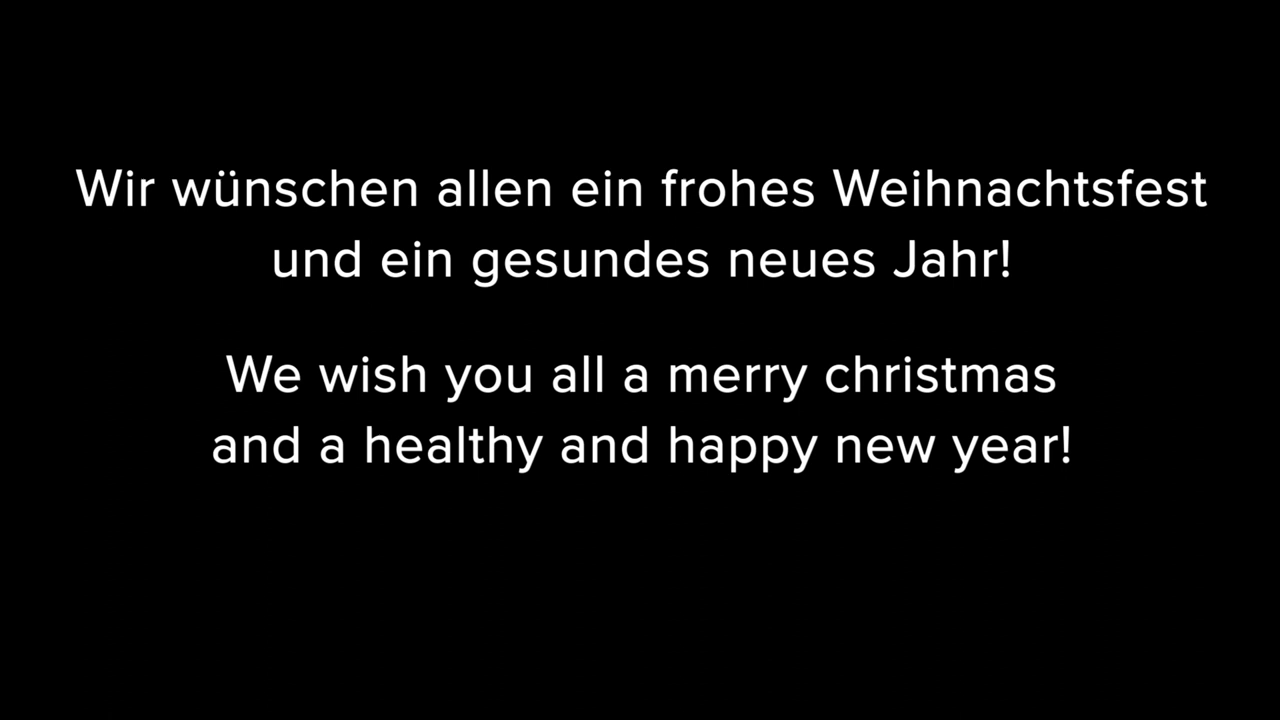 Wir wünschen allen ein frohes Weihnachtsfest
und ein gesundes neues Jahr!
We wish you all a merry christmas
and a healthy and happy new year!